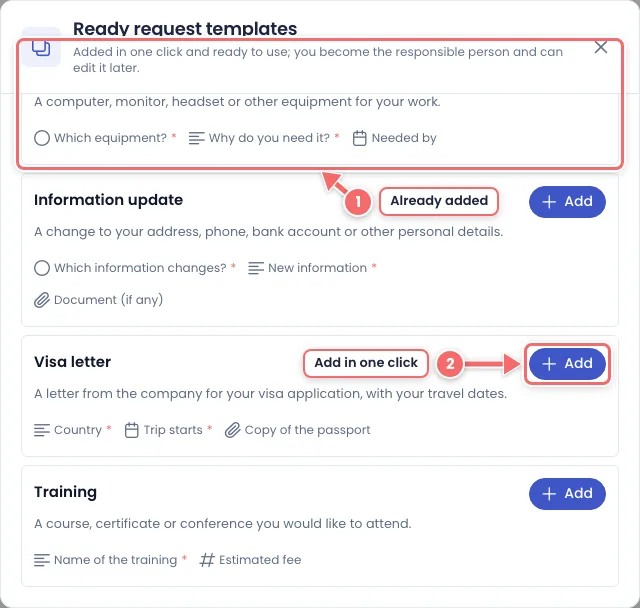 Ready request templates
Added in one click and ready to use; you become the responsible person and can
edit it later.
A computer, monitor, headset or other equipment for your work.
Which equipment? * Why do you need it? * Needed by
1 Already added
Information update + Add
A change to your address, phone, bank account or other personal details.
Which information changes? * New information *
Document (if any)
Visa letter Add in one click 2 + Add
A letter from the company for your visa application, with your travel dates.
Country * Trip starts * Copy of the passport
Training + Add
A course, certificate or conference you would like to attend.
Name of the training * # Estimated fee